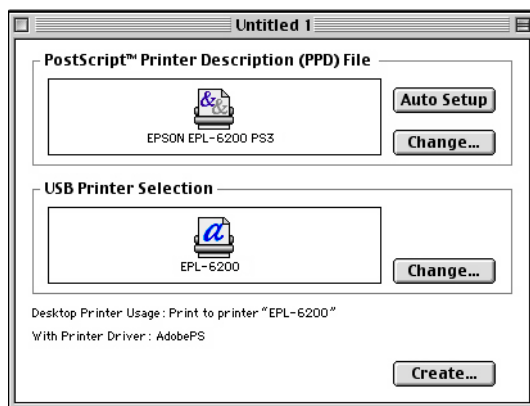 Untitled 1
PostScript™ Printer Description (PPD) File
EPSON EPL-6200 PS3
Auto Setup
Change...
USB Printer Selection
EPL-6200
Change...
Desktop Printer Usage : Print to printer "EPL-6200"
With Printer Driver : AdobePS
Create...